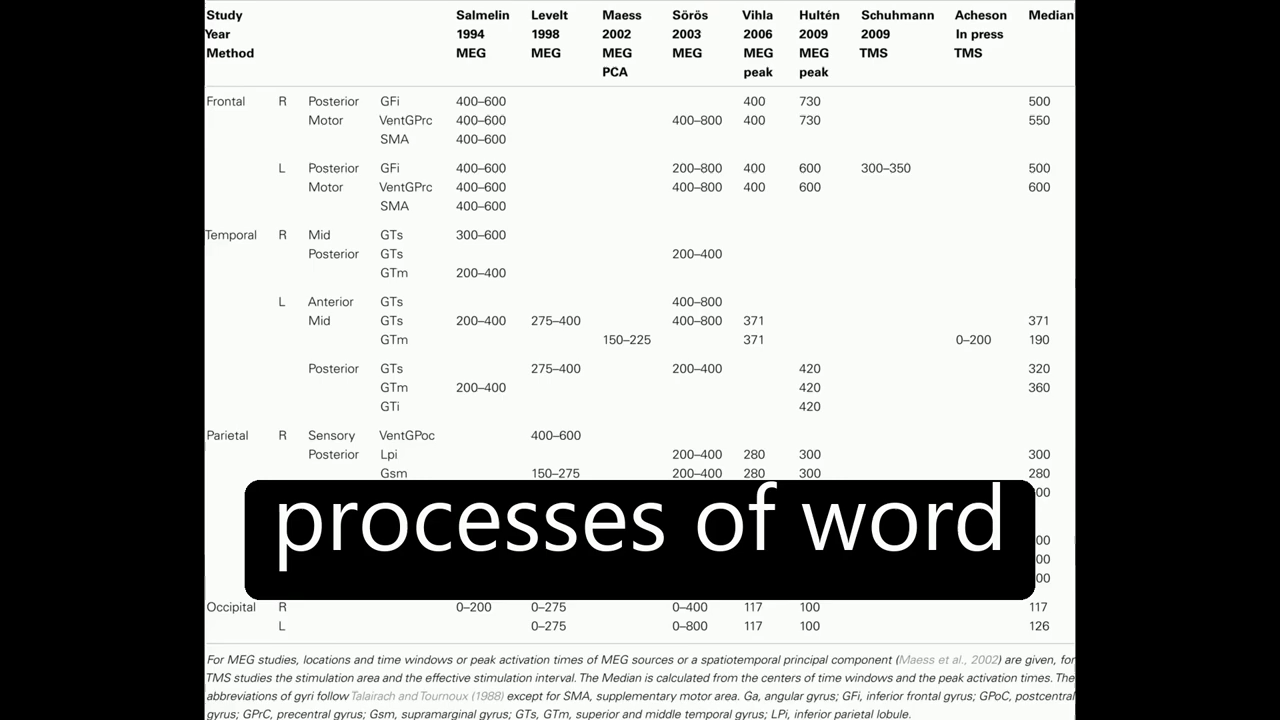 Study Salmelin Levelt Maess Sörös Vihla Hultén Schuhmann Acheson Median
Year 1994 1998 2002 2003 2006 2009 2009 In press
Method MEG MEG MEG MEG MEG MEG TMS TMS
PCA peak peak
Frontal R Posterior GFi 400–600 400 730 500
Motor VentGPrc 400–600 400–800 400 730 550
SMA 400–600
L Posterior GFi 400–600 200–800 400 600 300–350 500
Motor VentGPrc 400–600 400–800 400 600 600
SMA 400–600
Temporal R Mid GTs 300–600
Posterior GTs 200–400
GTm 200–400
L Anterior GTs 400–800
Mid GTs 200–400 275–400 400–800 371 371
GTm 150–225 371 0–200 190
Posterior GTs 275–400 200–400 420 320
GTm 200–400 420 360
GTi 420
Parietal R Sensory VentGPoc 400–600
Posterior Lpi 200–400 280 300 300
Gsm 150–275 200–400 280 300 280
processes of word
Occipital R 0–200 0–275 0–400 117 100 117
L 0–275 0–800 117 100 126
For MEG studies, locations and time windows or peak activation times of MEG sources or a spatiotemporal principal component (Maess et al., 2002) are given, for
TMS studies the stimulation area and the effective stimulation interval. The Median is calculated from the centers of time windows and the peak activation times. The
abbreviations of gyri follow Talairach and Tournoux (1988) except for SMA, supplementary motor area. Ga, angular gyrus; GFi, inferior frontal gyrus; GPoC, postcentral
gyrus; GPrC, precentral gyrus; Gsm, supramarginal gyrus; GTs, GTm, superior and middle temporal gyrus; LPi, inferior parietal lobule.